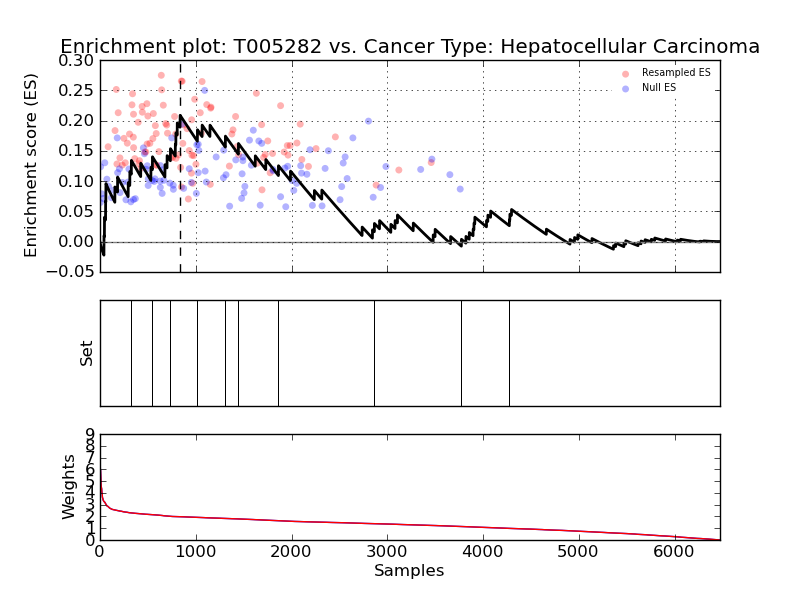 Enrichment plot: T005282 vs. Cancer Type: Hepatocellular Carcinoma
Enrichment score (ES)
0.30
0.25
0.20
0.15
0.10
0.05
0.00
−0.05
Resampled ES
Null ES
Set
Weights
9
8
7
6
5
4
3
2
1
0
0 1000 2000 3000 4000 5000 6000
Samples